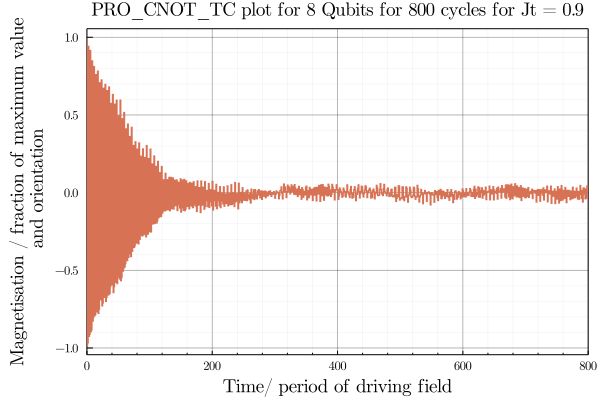 PRO_CNOT_TC plot for 8 Qubits for 800 cycles for Jt = 0.9
Magnetisation / fraction of maximum value
and orientation
1.0
0.5
0.0
−0.5
−1.0
0 200 400 600 800
Time/ period of driving field